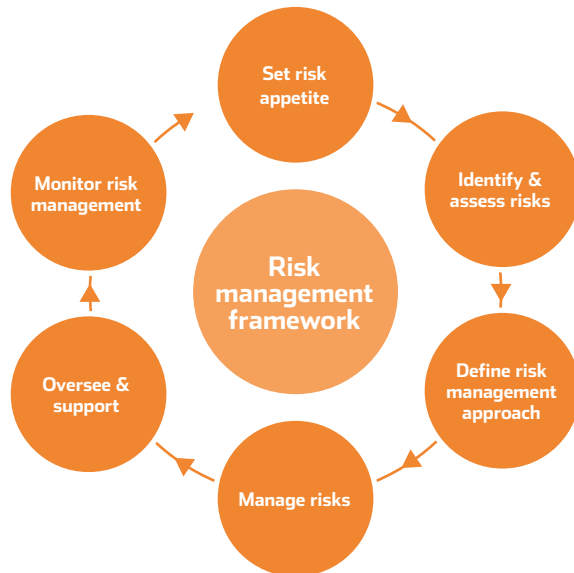 Set risk
appetite
Identify &
assess risks
Define risk
management
approach
Manage risks
Oversee &
support
Monitor risk
management
Risk
management
framework